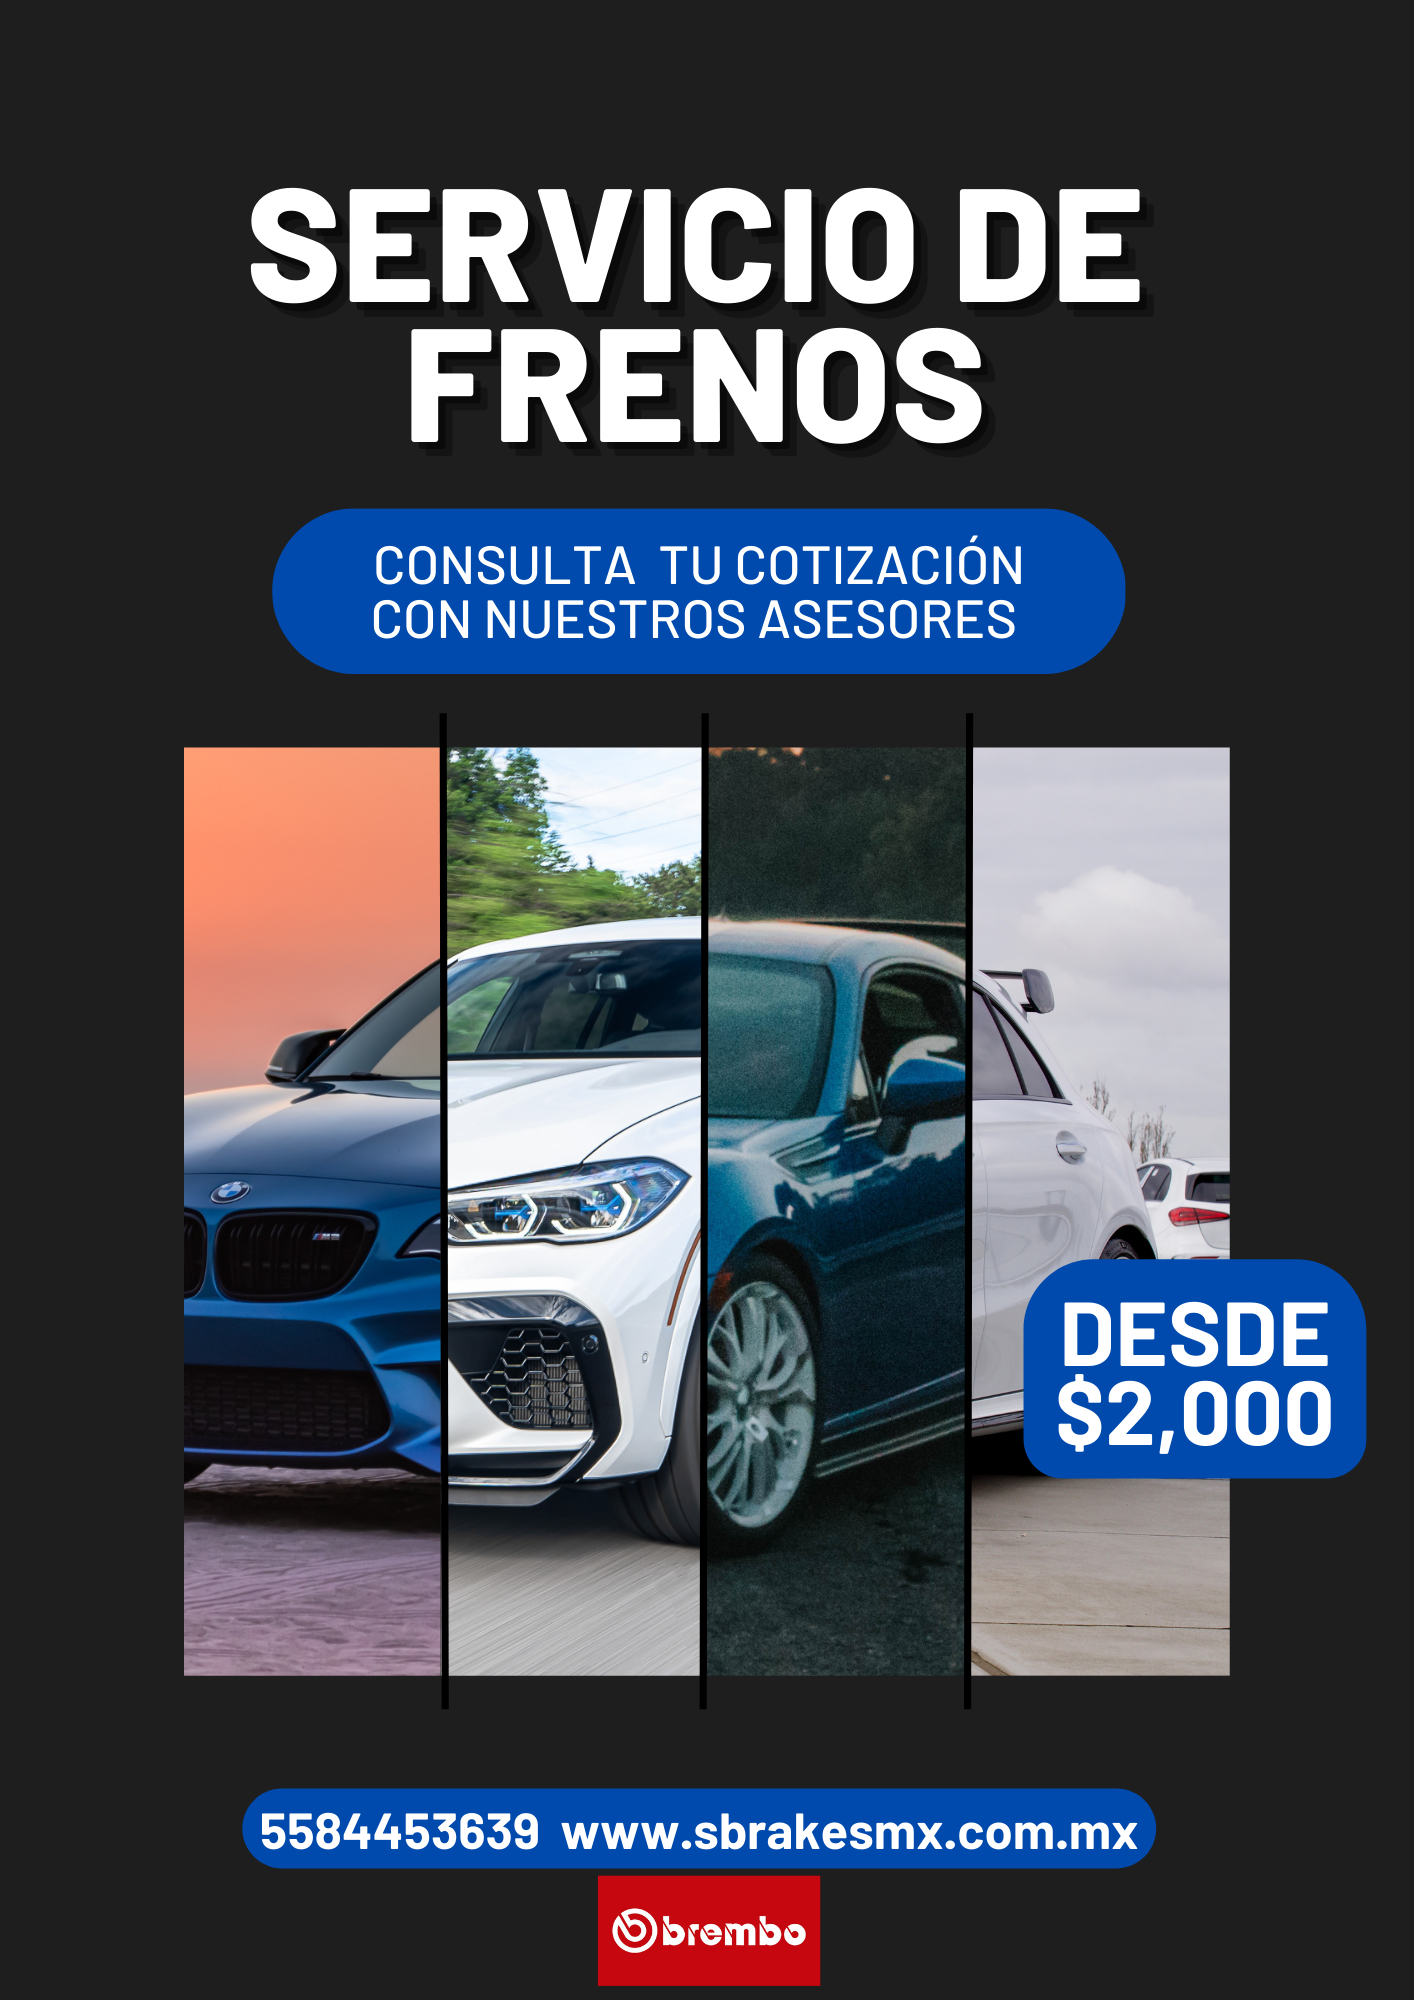 SERVICIO DE
FRENOS
CONSULTA TU COTIZACIÓN
CON NUESTROS ASESORES
DESDE
$2,000
5584453639 www.sbrakesmx.com.mx
brembo